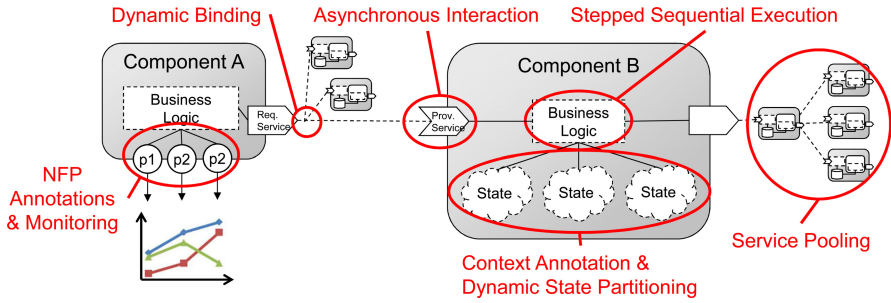 Dynamic Binding
Asynchronous Interaction
Stepped Sequential Execution
Component A
Component B
Business
Logic
Req.
Service
Prov.
Service
Business
Logic
p1
p2
p2
NFP
Annotations
& Monitoring
State
State
State
Service Pooling
Context Annotation &
Dynamic State Partitioning